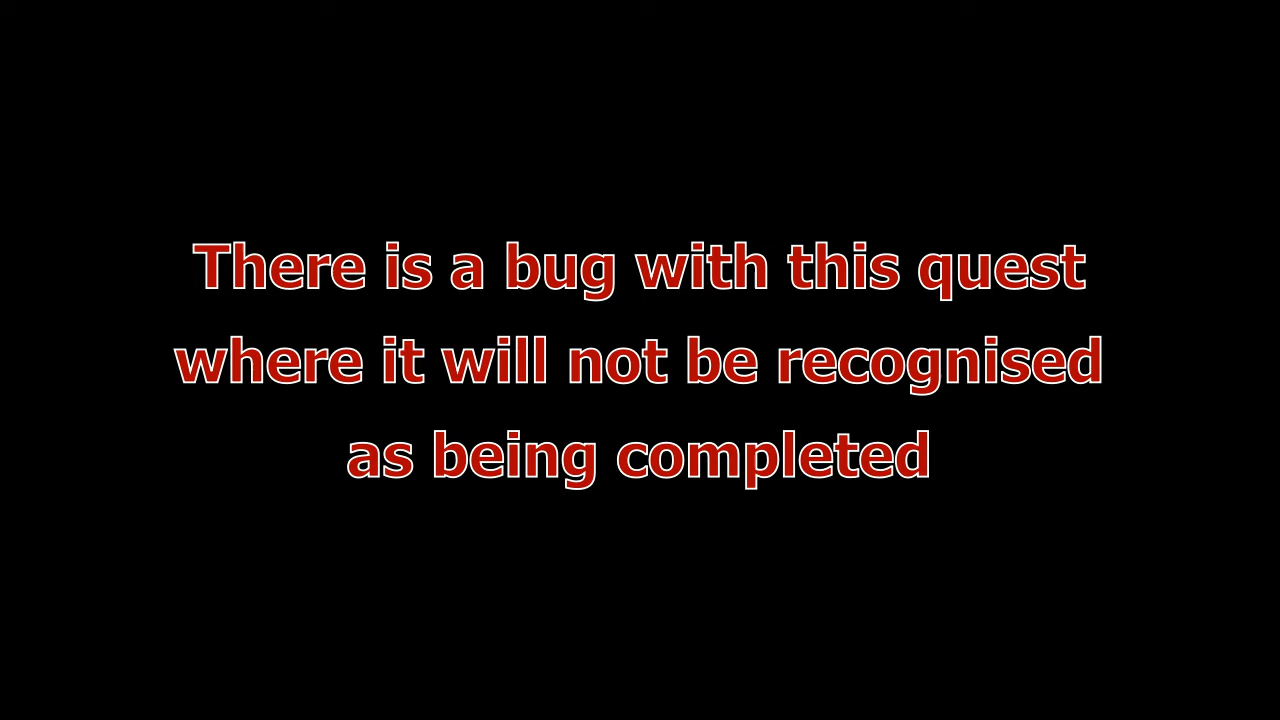 There is a bug with this quest
where it will not be recognised
as being completed